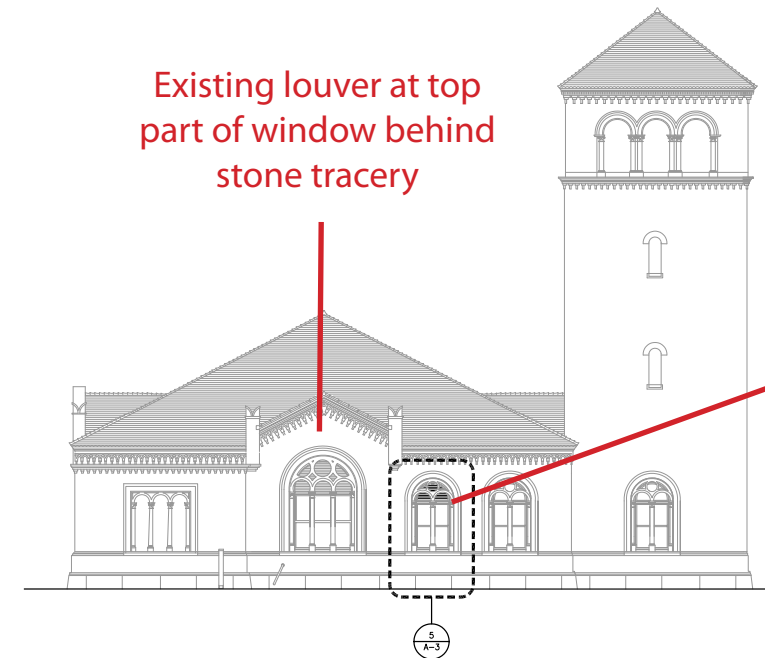 Existing louver at top
part of window behind
stone tracery
5
A-3